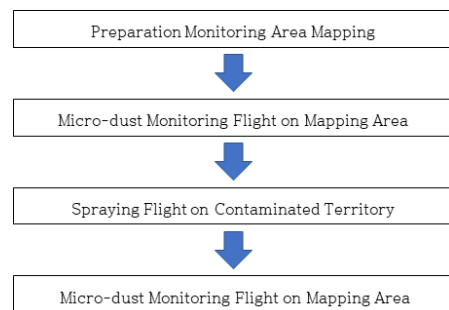 Preparation Monitoring Area Mapping
Micro-dust Monitoring Flight on Mapping Area
Spraying Flight on Contaminated Territory
Micro-dust Monitoring Flight on Mapping Area